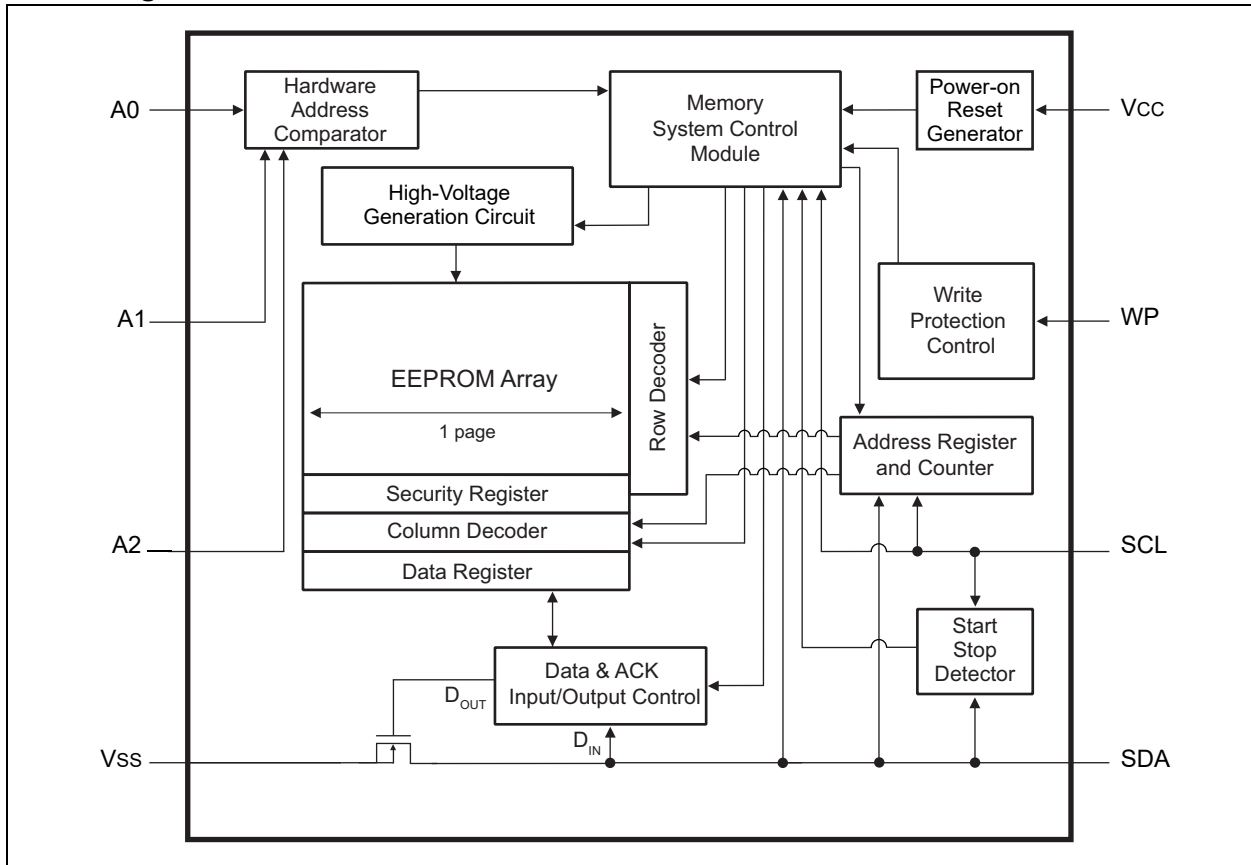 Hardware
Address
Comparator
Memory
System Control
Module
Power-on
Reset
Generator
A0
VCC
High-Voltage
Generation Circuit
A1
Write
Protection
Control
WP
EEPROM Array
1 page
Row Decoder
Address Register
and Counter
Security Register
Column Decoder
Data Register
A2
SCL
Start
Stop
Detector
Data & ACK
Input/Output Control
DOUT
DIN
VSS
SDA